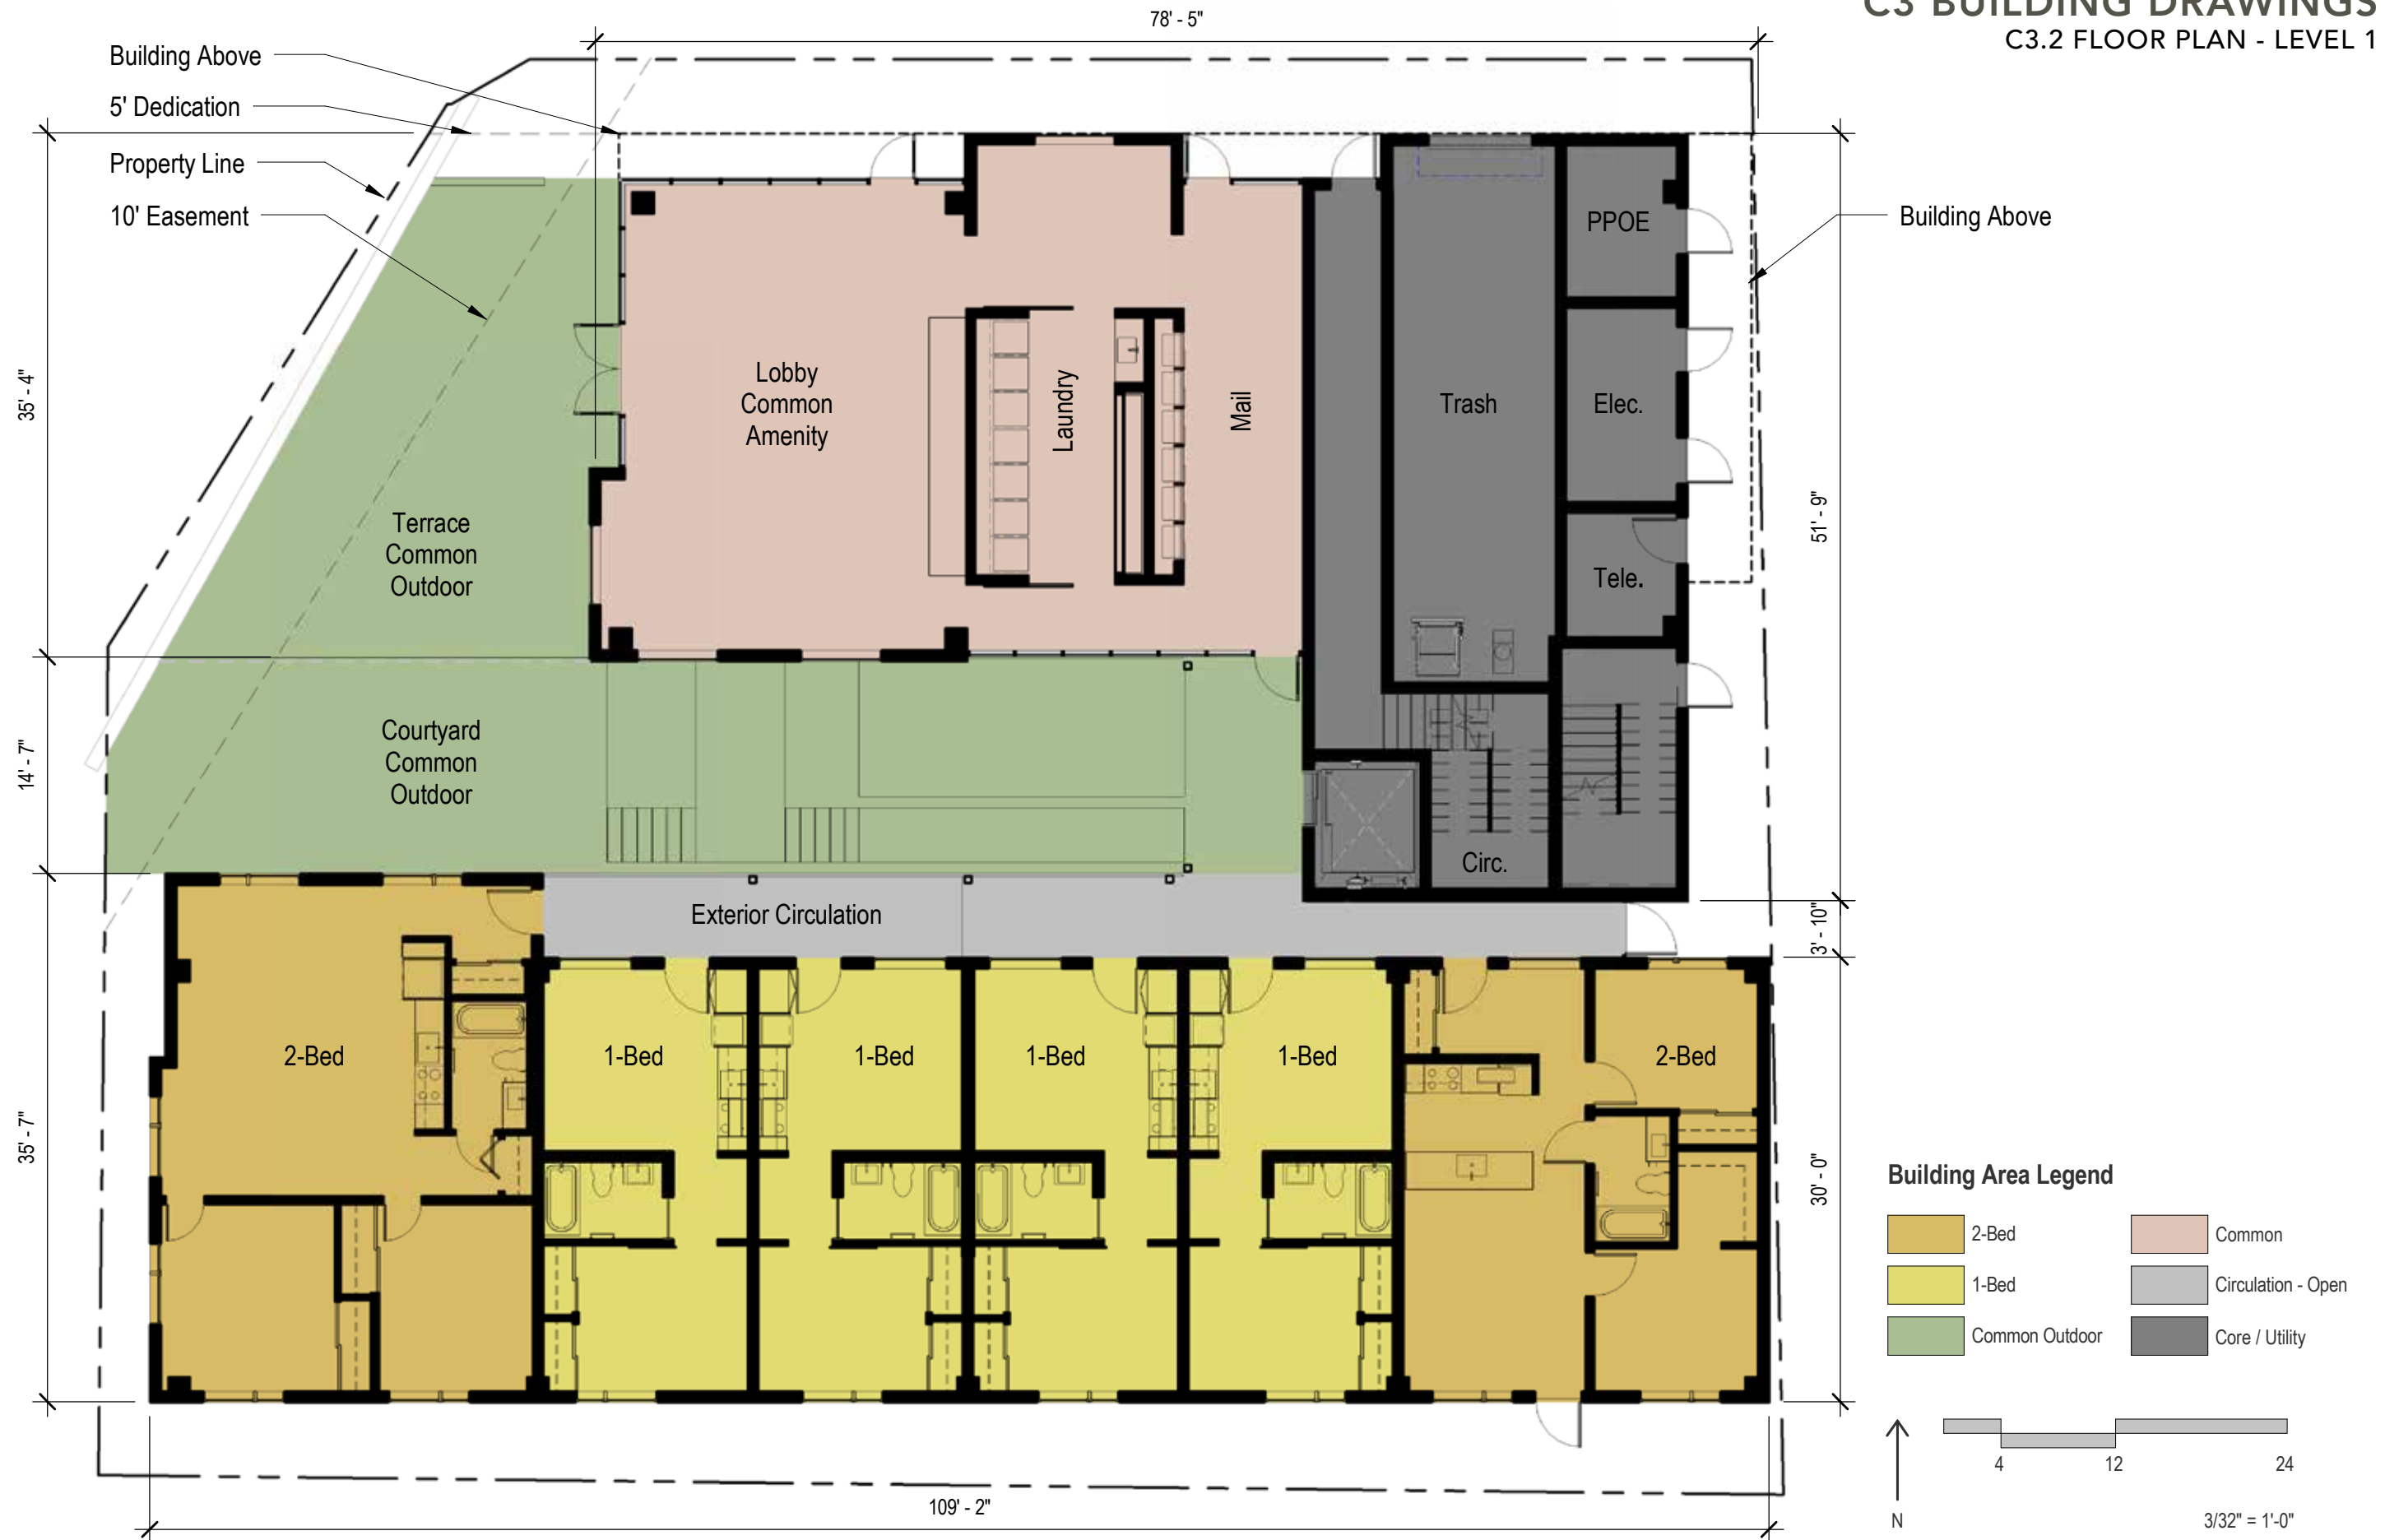 C3 BUILDING DRAWINGS
C3.2 FLOOR PLAN - LEVEL 1
78' - 5"
Building Above
5' Dedication
Property Line
10' Easement
Building Above
35' - 4"
14' - 7"
35' - 7"
51' - 9"
3' - 10"
30' - 0"
109' - 2"
PPOE
Lobby
Common
Amenity
Laundry
Mail
Trash
Elec.
Tele.
Terrace
Common
Outdoor
Courtyard
Common
Outdoor
Circ.
Exterior Circulation
2-Bed
1-Bed
1-Bed
1-Bed
1-Bed
2-Bed
Building Area Legend
2-Bed
Common
1-Bed
Circulation - Open
Common Outdoor
Core / Utility
4
12
24
N
3/32" = 1'-0"